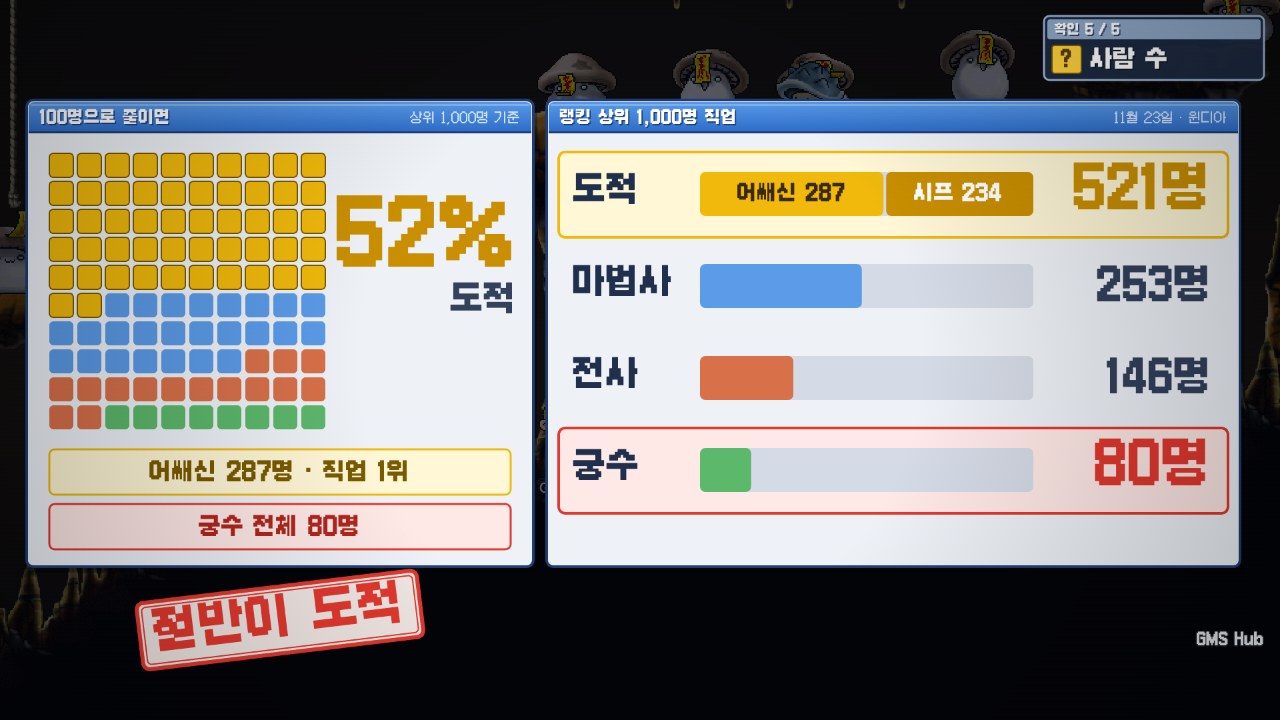 확인 5 / 5
? 사람 수
100명으로 줄이면
상위 1,000명 기준
52%
도적
어쌔신 287명 · 직업 1위
궁수 전체 80명
절반이 도적
랭킹 상위 1,000명 직업
11월 23일 · 윈디아
도적
어쌔신 287
시프 234
521명
마법사
253명
전사
146명
궁수
80명
GMS Hub